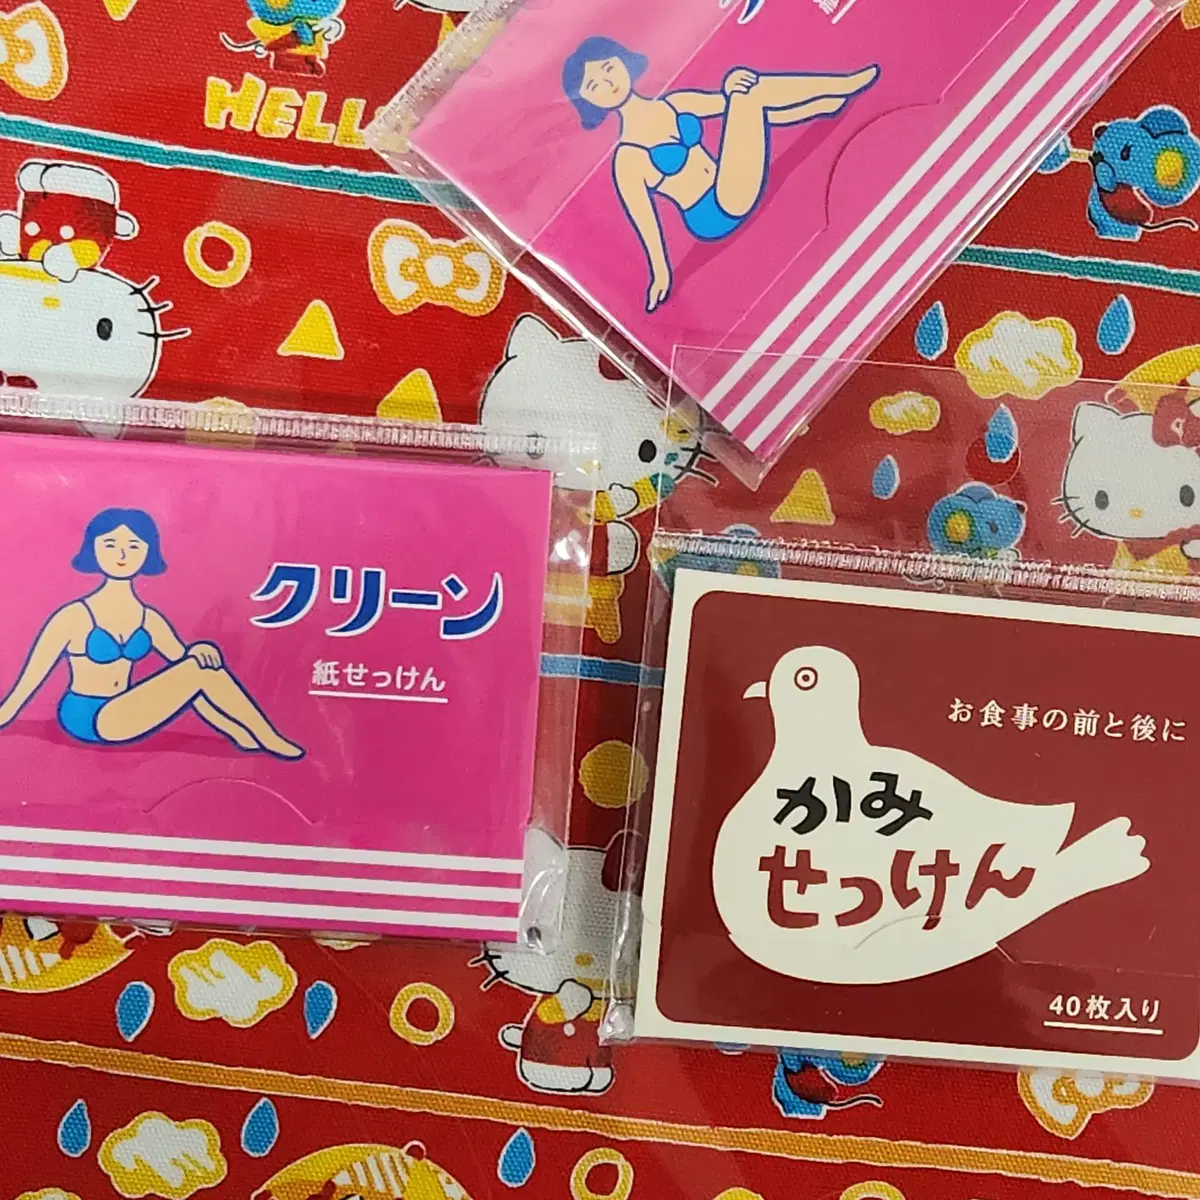 HELL
クリーン
紙せっけん
お食事の前と後に
かみ
せっけん
40枚入り